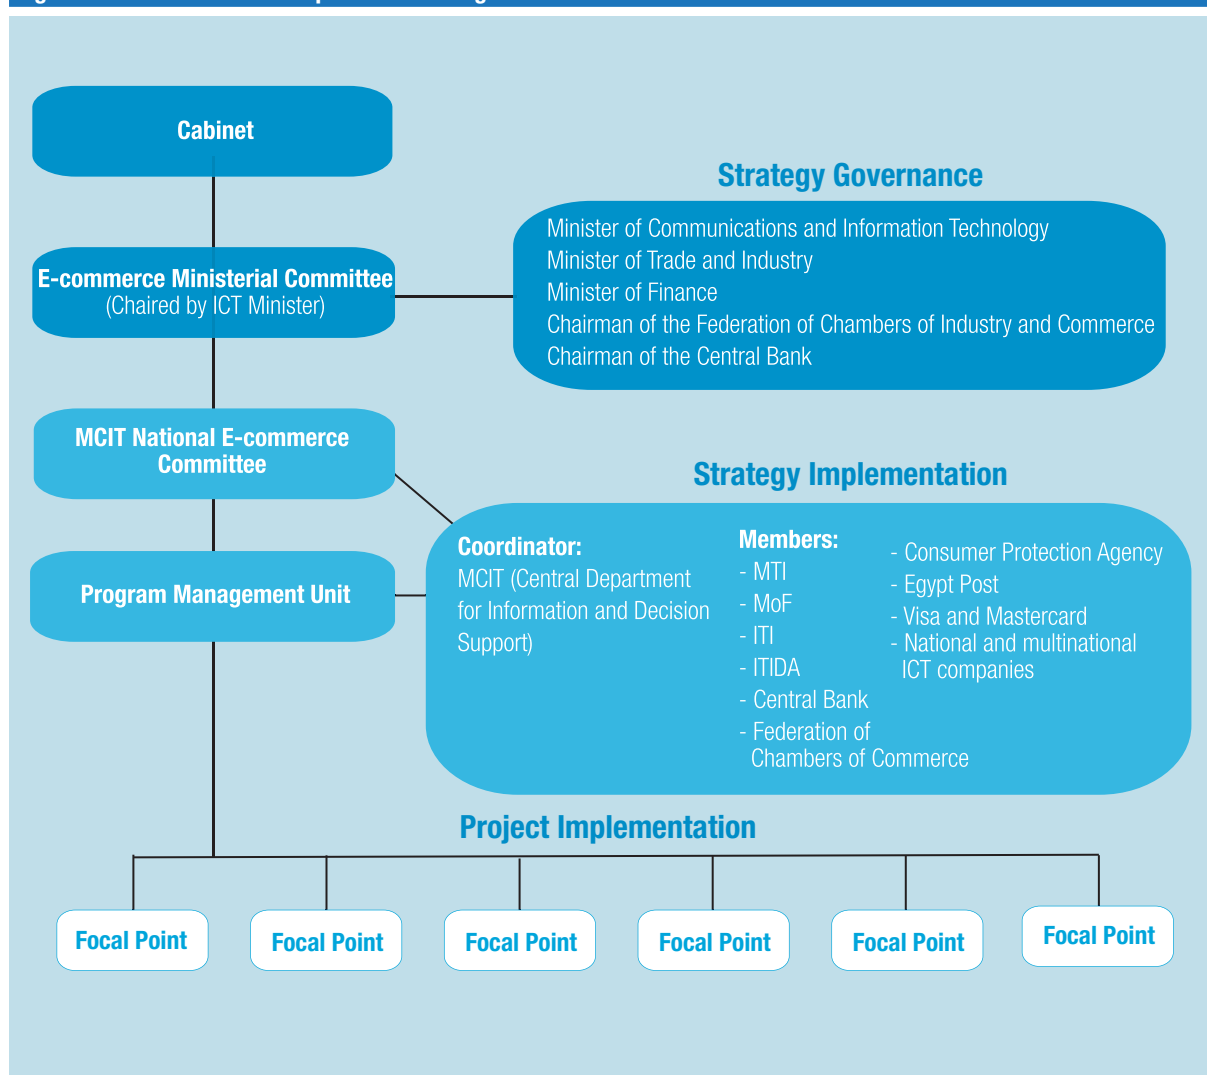 Cabinet
Strategy Governance
Minister of Communications and Information Technology
Minister of Trade and Industry
Minister of Finance
Chairman of the Federation of Chambers of Industry and Commerce
Chairman of the Central Bank
E-commerce Ministerial Committee
(Chaired by ICT Minister)
MCIT National E-commerce
Committee
Strategy Implementation
Program Management Unit
Coordinator:
MCIT (Central Department
for Information and Decision
Support)
Members:
- MTI
- MoF
- ITI
- ITIDA
- Central Bank
- Federation of
Chambers of Commerce
- Consumer Protection Agency
- Egypt Post
- Visa and Mastercard
- National and multinational
ICT companies
Project Implementation
Focal Point
Focal Point
Focal Point
Focal Point
Focal Point
Focal Point